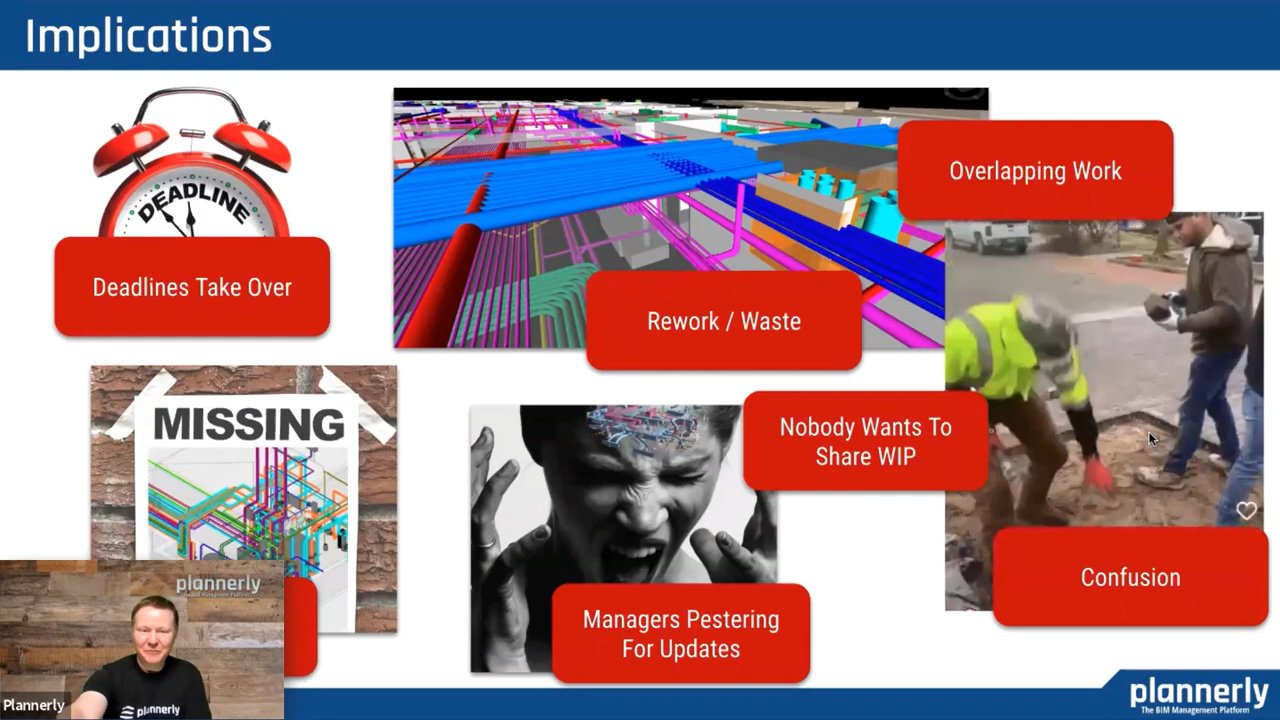 Implications
DEADLINE
Deadlines Take Over
Overlapping Work
Rework / Waste
MISSING
Nobody Wants To
Share WIP
Confusion
Managers Pestering
For Updates
plannerly
Plannerly
plannerly
plannerly
The BIM Management Platform